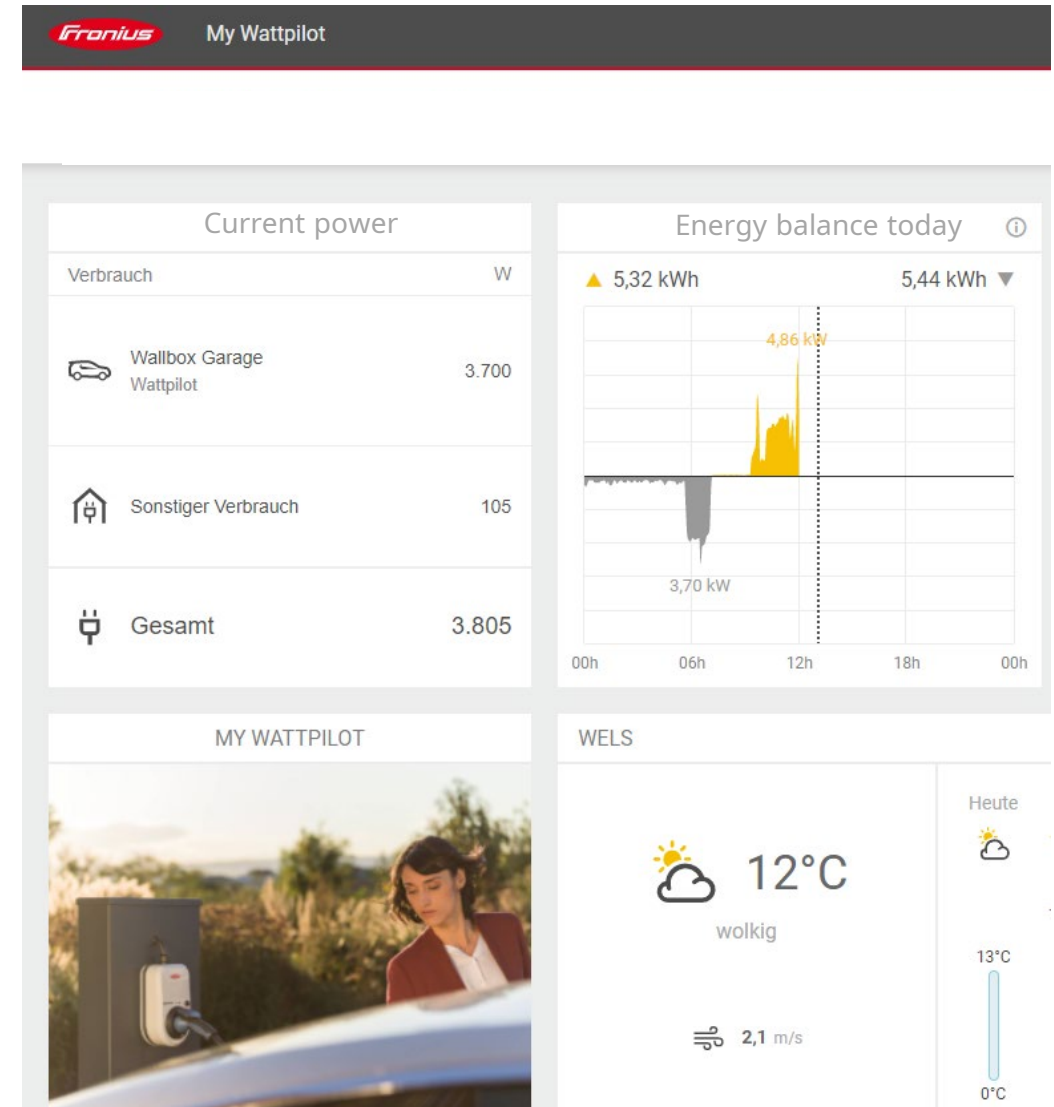 Fronius My Wattpilot
Current power
Verbrauch W
Wallbox Garage
Wattpilot
3.700
Sonstiger Verbrauch 105
Gesamt 3.805
Energy balance today
5,32 kWh 5,44 kWh
4,86 kW
3,70 kW
00h 06h 12h 18h 00h
MY WATTPILOT
WELS
12°C
wolkig
2,1 m/s
Heute
13°C
0°C